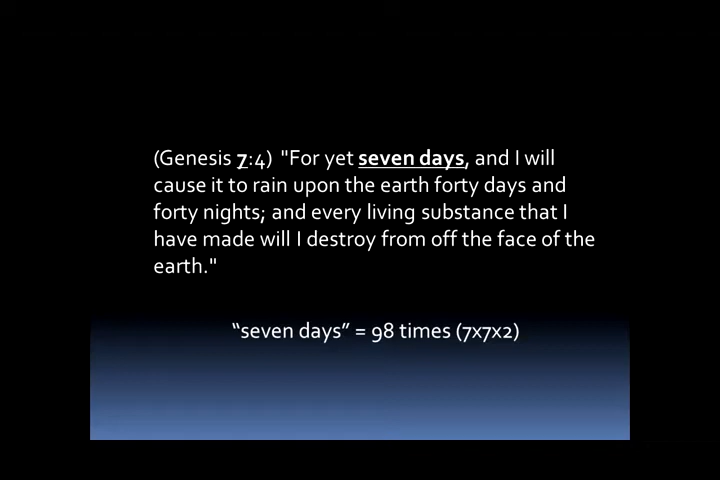 (Genesis 7:4) "For yet seven days, and I will
cause it to rain upon the earth forty days and
forty nights; and every living substance that I
have made will I destroy from off the face of the
earth."
“seven days” = 98 times (7x7x2)